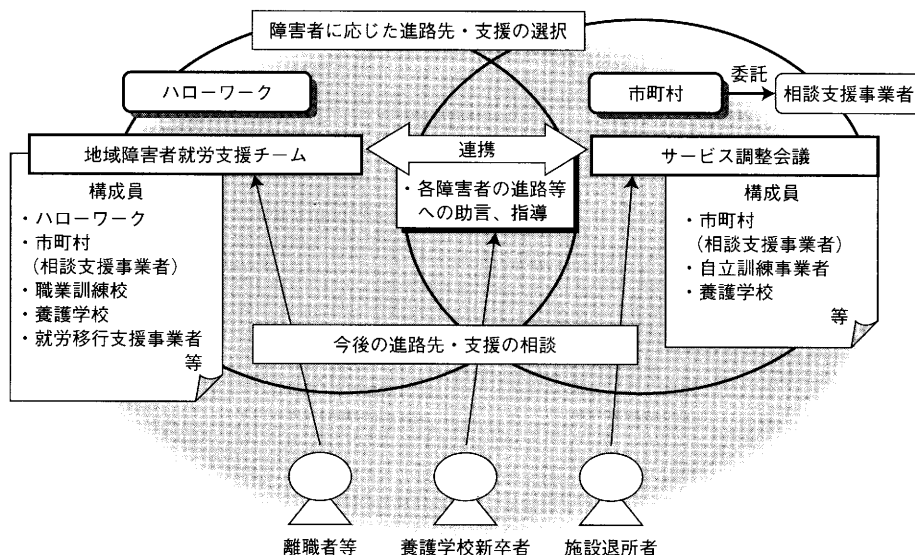 障害者に応じた進路先・支援の選択
ハローワーク
市町村
委託
相談支援事業者
地域障害者就労支援チーム
連携
サービス調整会議
構成員
・ハローワーク
・市町村
(相談支援事業者)
・職業訓練校
・養護学校
・就労移行支援事業者
等
・各障害者の進路等
への助言、指導
構成員
・市町村
(相談支援事業者)
・自立訓練事業者
・養護学校
等
今後の進路先・支援の相談
離職者等
養護学校新卒者
施設退所者